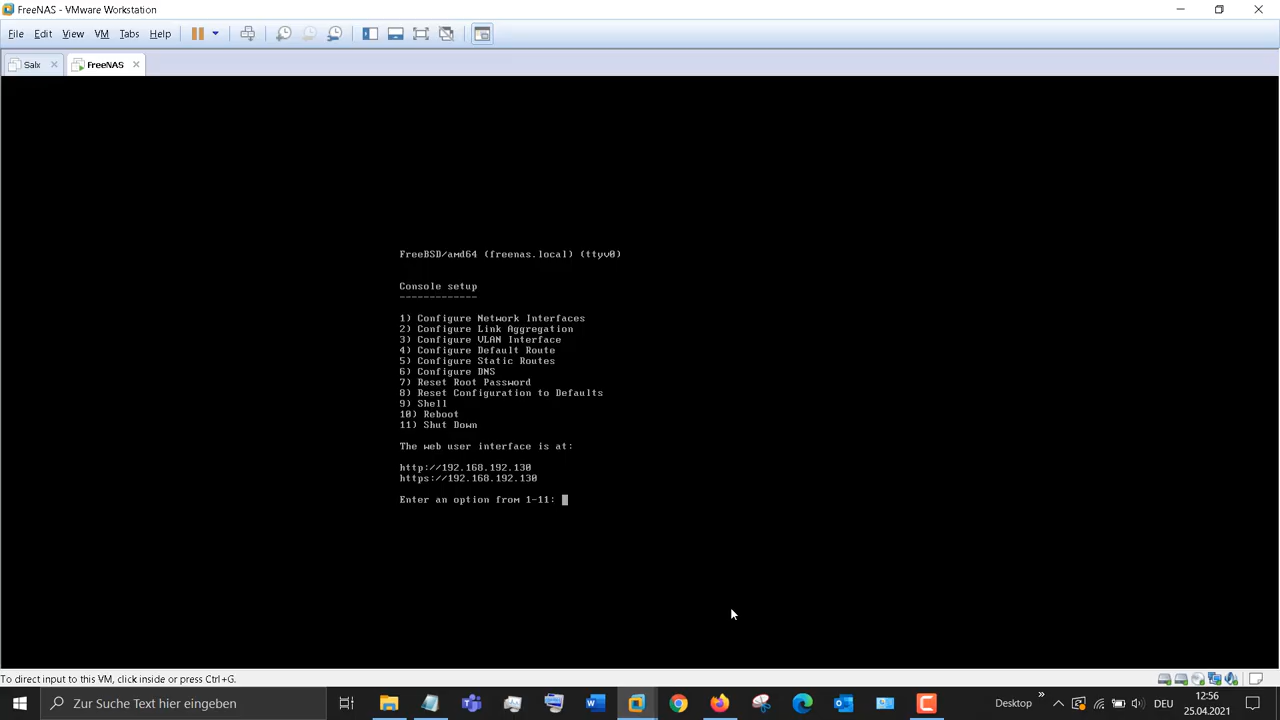 FreeNAS - VMware Workstation
File Edit View VM Tabs Help
Salx
FreeNAS
FreeBSD/amd64 (freenas.local) (ttyv0)
Console setup
-------------
1) Configure Network Interfaces
2) Configure Link Aggregation
3) Configure VLAN Interface
4) Configure Default Route
5) Configure Static Routes
6) Configure DNS
7) Reset Root Password
8) Reset Configuration to Defaults
9) Shell
10) Reboot
11) Shut Down
The web user interface is at:
http://192.168.192.130
https://192.168.192.130
Enter an option from 1-11:
To direct input to this VM, click inside or press Ctrl+G.
Zur Suche Text hier eingeben
Desktop
DEU
12:56
25.04.2021